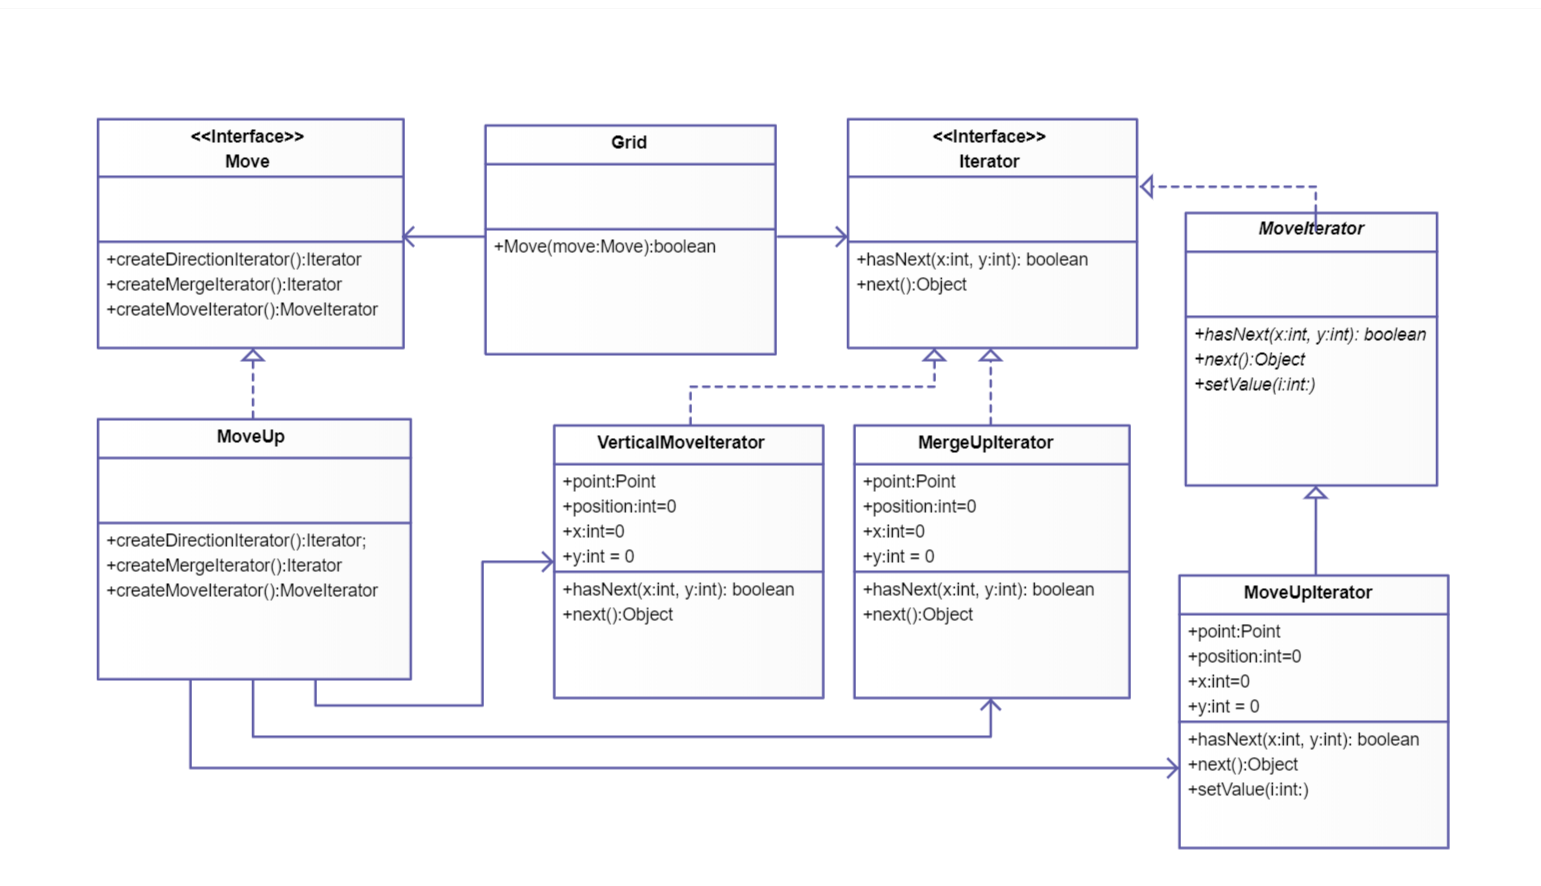 <<Interface>>
Move
+createDirectionIterator():Iterator
+createMergeIterator():Iterator
+createMoveIterator():MoveIterator
Grid
+Move(move:Move):boolean
<<Interface>>
Iterator
+hasNext(x:int, y:int): boolean
+next():Object
MoveIterator
+hasNext(x:int, y:int): boolean
+next():Object
+setValue(i:int:)
MoveUp
+createDirectionIterator():Iterator;
+createMergeIterator():Iterator
+createMoveIterator():MoveIterator
VerticalMoveIterator
+point:Point
+position:int=0
+x:int=0
+y:int = 0
+hasNext(x:int, y:int): boolean
+next():Object
MergeUpIterator
+point:Point
+position:int=0
+x:int=0
+y:int = 0
+hasNext(x:int, y:int): boolean
+next():Object
MoveUpIterator
+point:Point
+position:int=0
+x:int=0
+y:int = 0
+hasNext(x:int, y:int): boolean
+next():Object
+setValue(i:int:)